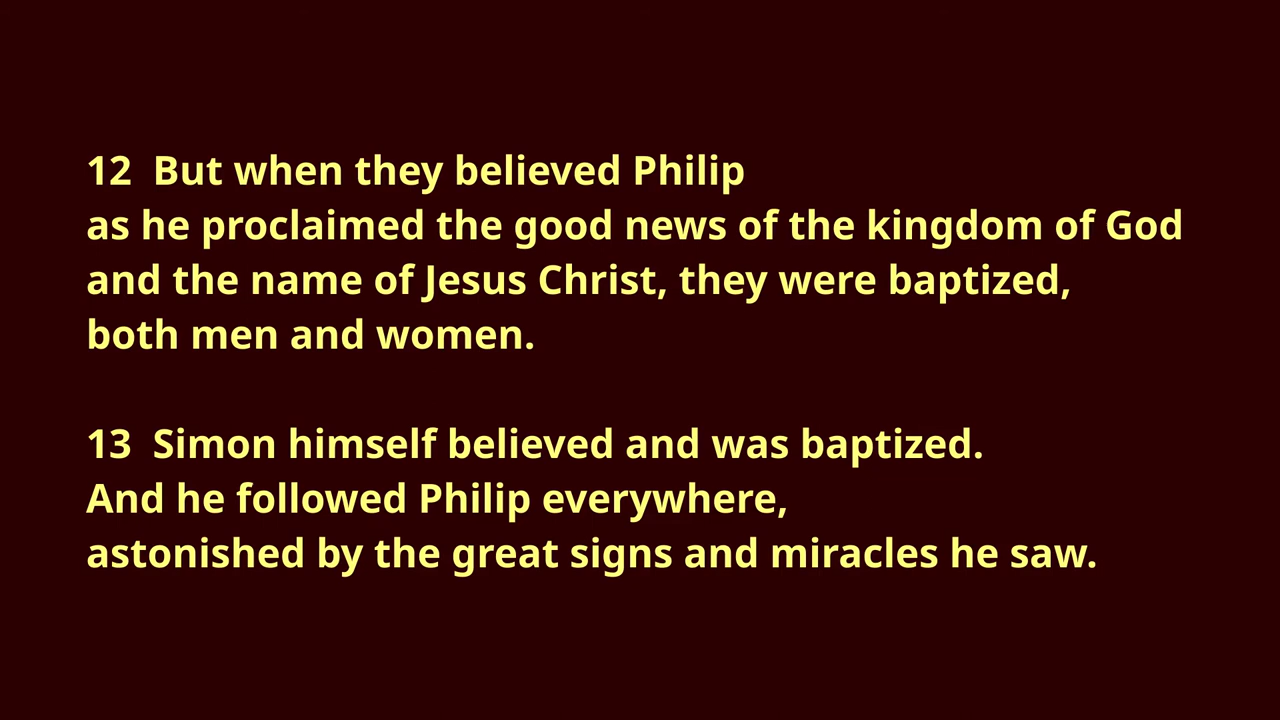 12  But when they believed Philip
as he proclaimed the good news of the kingdom of God
and the name of Jesus Christ, they were baptized,
both men and women.
13  Simon himself believed and was baptized.
And he followed Philip everywhere,
astonished by the great signs and miracles he saw.